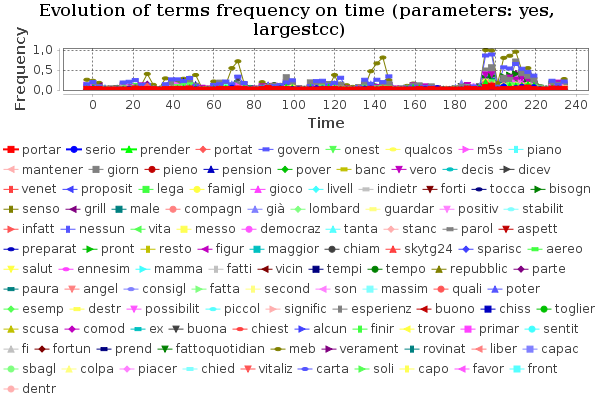 Evolution of terms frequency on time (parameters: yes,
largestcc)
Frequency
1,0
0,5
0,0
0 20 40 60 80 100 120 140 160 180 200 220 240
Time
portar serio prender portat govern onest qualcos m5s piano
mantener giorn pieno pension pover banc vero decis dicev
venet proposit lega famigl gioco livell indietr forti tocca bisogn
senso grill male compagn già lombard guardar positiv stabilit
infatt nessun vita messo democraz tanta stanc parol aspett
preparat pront resto figur maggior chiam skytg24 sparisc aereo
salut ennesim mamma fatti vicin tempi tempo repubblic parte
paura angel consigl fatta second son massim quali poter
esemp destr possibilit piccol signific esperienz buono chiss toglier
scusa comod ex buona chiest alcun finir trovar primar sentit
fi fortun prend fattoquotidian meb verament rovinat liber capac
sbagl colpa piacer chied vitaliz carta soli capo favor front
dentr